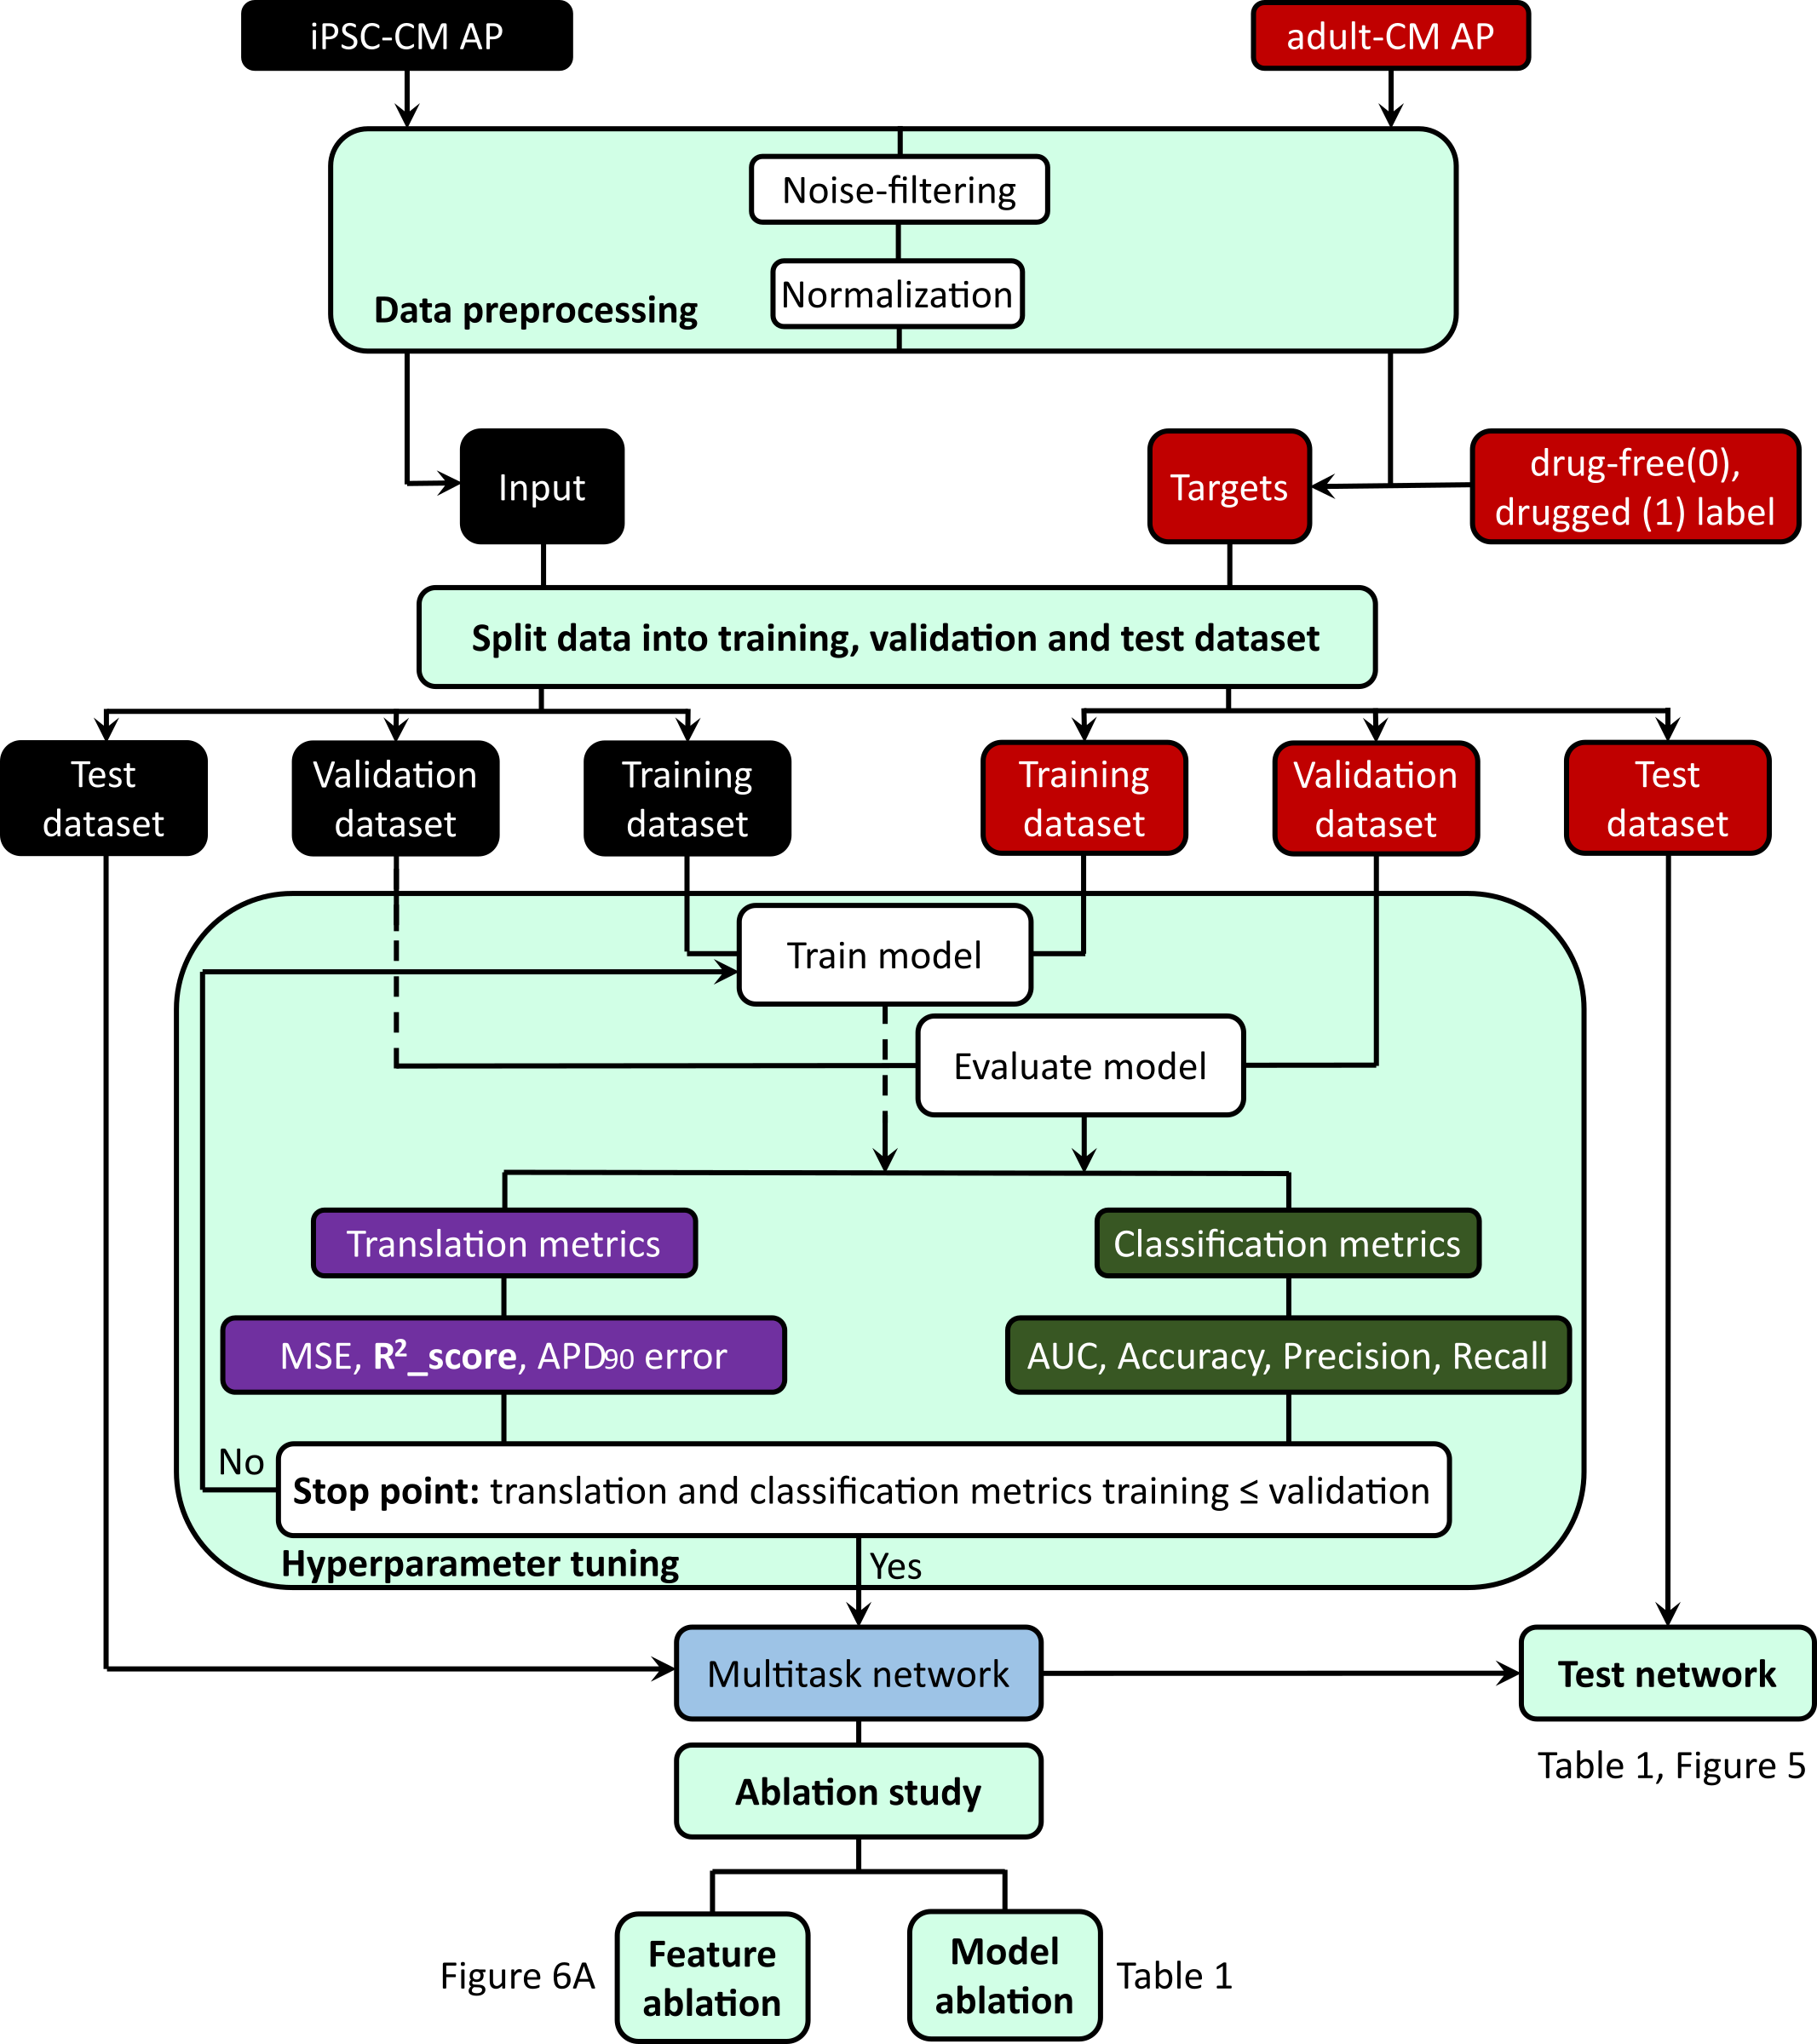 iPSC-CM AP
adult-CM AP
Noise-filtering
Normalization
Data preprocessing
Input
Targets
drug-free(0),
drugged (1) label
Split data into training, validation and test dataset
Test
dataset
Validation
dataset
Training
dataset
Training
dataset
Validation
dataset
Test
dataset
Train model
Evaluate model
Translation metrics
Classification metrics
MSE, R²_score, APD90 error
AUC, Accuracy, Precision, Recall
No
Stop point: translation and classification metrics training ≤ validation
Hyperparameter tuning
Yes
Multitask network
Test network
Table 1, Figure 5
Ablation study
Figure 6A
Feature
ablation
Model
ablation
Table 1